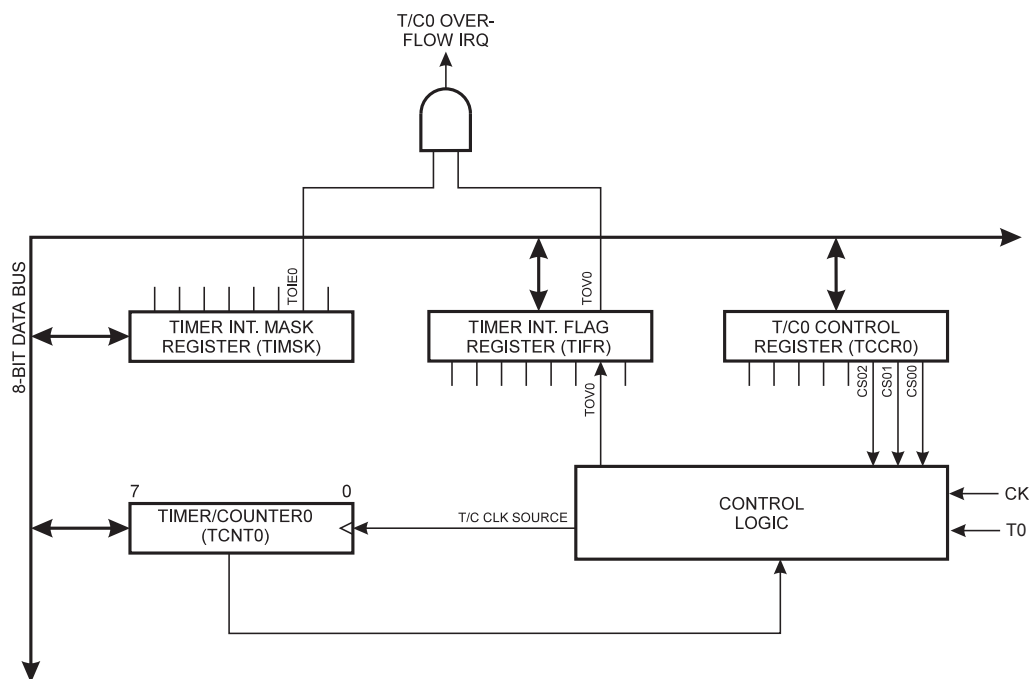 T/C0 OVER-
FLOW IRQ
8-BIT DATA BUS
TOIE0
TOV0
TIMER INT. MASK
REGISTER (TIMSK)
TIMER INT. FLAG
REGISTER (TIFR)
T/C0 CONTROL
REGISTER (TCCR0)
TOV0
CS02
CS01
CS00
7
0
TIMER/COUNTER0
(TCNT0)
T/C CLK SOURCE
CONTROL
LOGIC
CK
T0